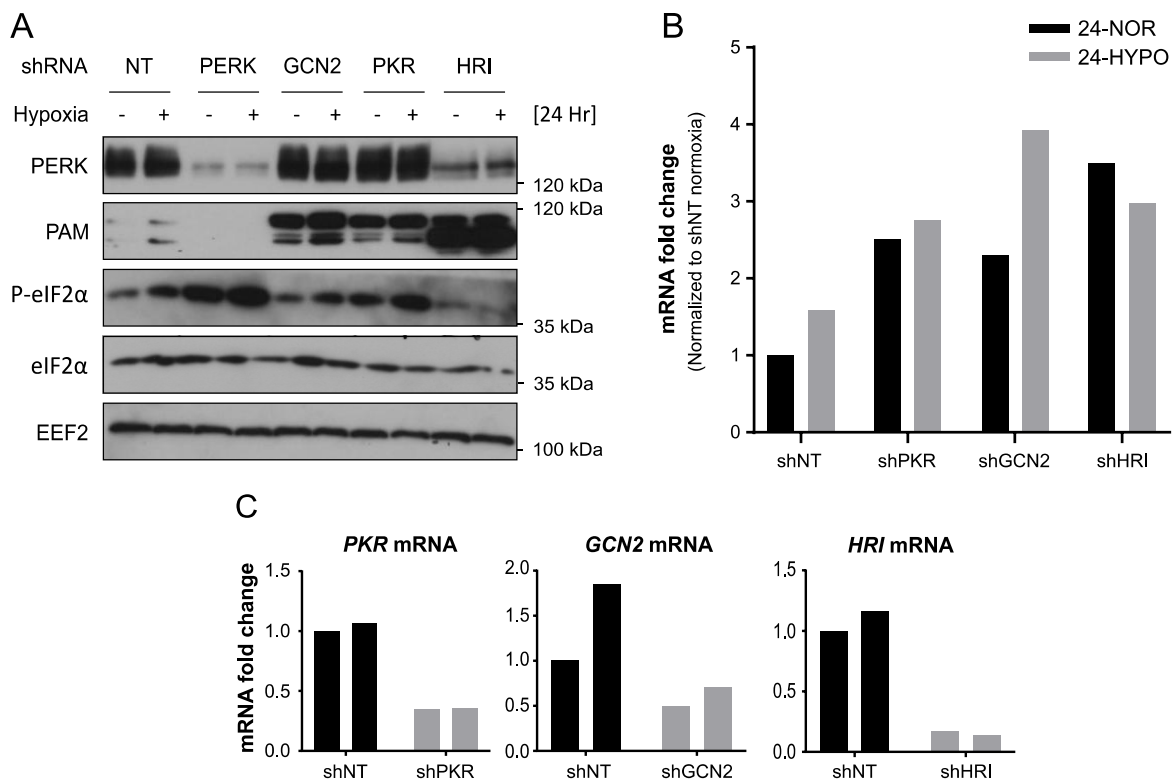 A
shRNA NT PERK GCN2 PKR HRI
Hypoxia - + - + - + - + - + [24 Hr]
PERK
120 kDa
120 kDa
PAM
P-eIF2α
35 kDa
eIF2α
35 kDa
EEF2
100 kDa
B
24-NOR
24-HYPO
mRNA fold change
(Normalized to shNT normoxia)
5
4
3
2
1
0
shNT shPKR shGCN2 shHRI
C
PKR mRNA
mRNA fold change
1.5
1.0
0.5
0.0
shNT shPKR
GCN2 mRNA
2.0
1.5
1.0
0.5
0.0
shNT shGCN2
HRI mRNA
1.5
1.0
0.5
0.0
shNT shHRI